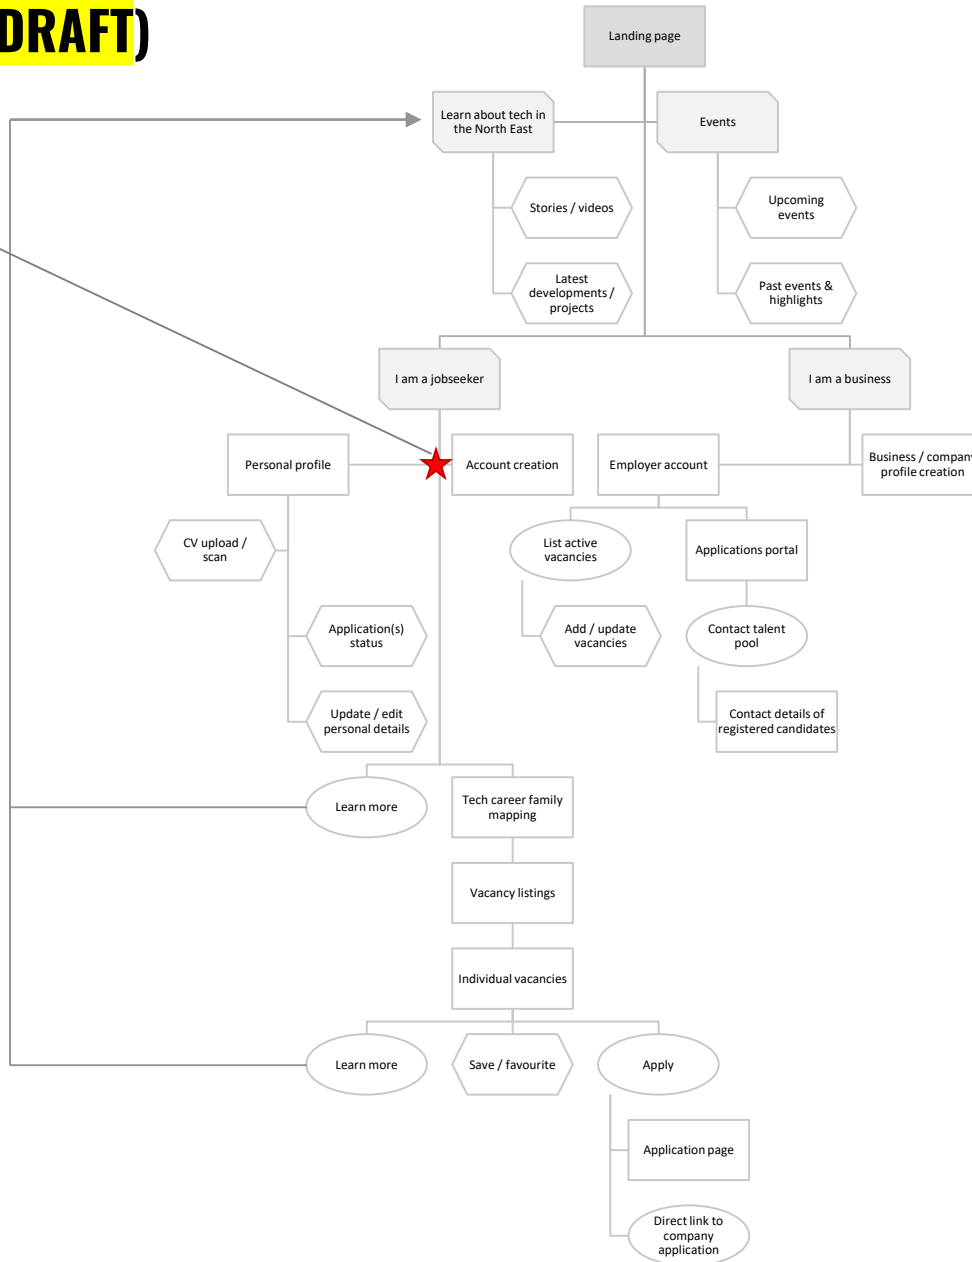 DRAFT)
Landing page
Learn about tech in
the North East
Events
Stories / videos
Upcoming
events
Latest
developments /
projects
Past events &
highlights
I am a jobseeker
I am a business
Personal profile
Account creation
Employer account
Business / company
profile creation
CV upload /
scan
List active
vacancies
Applications portal
Application(s)
status
Add / update
vacancies
Contact talent
pool
Update / edit
personal details
Contact details of
registered candidates
Learn more
Tech career family
mapping
Vacancy listings
Individual vacancies
Learn more
Save / favourite
Apply
Application page
Direct link to
company
application